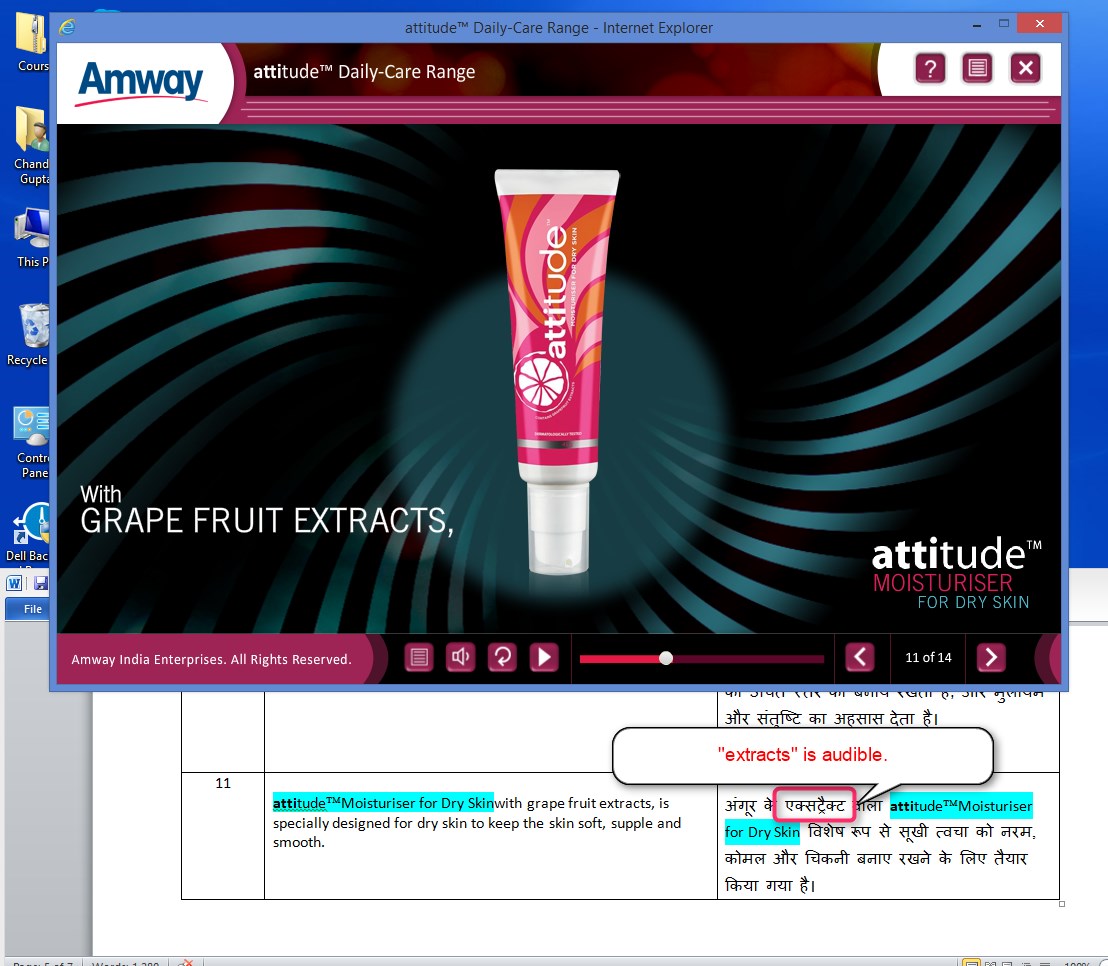 attitude™ Daily-Care Range - Internet Explorer
Amway
attitude™ Daily-Care Range
?
Cours
Chand
Gupta
This P
Recycle
Contro
Pane
Dell Bac
attitude™
MOISTURISER FOR DRY SKIN
DERMATOLOGICALLY TESTED
With
GRAPE FRUIT EXTRACTS,
attitude™
MOISTURISER
FOR DRY SKIN
Amway India Enterprises. All Rights Reserved.
11 of 14
W
File
और संतुष्टि का अहसास देता है।
"extracts" is audible.
11
attitude™Moisturiser for Dry Skinwith grape fruit extracts, is
specially designed for dry skin to keep the skin soft, supple and
smooth.
अंगूर के एक्सट्रैक्ट वाला attitude™Moisturiser
for Dry Skin विशेष रूप से सूखी त्वचा को नरम,
कोमल और चिकनी बनाए रखने के लिए तैयार
किया गया है।